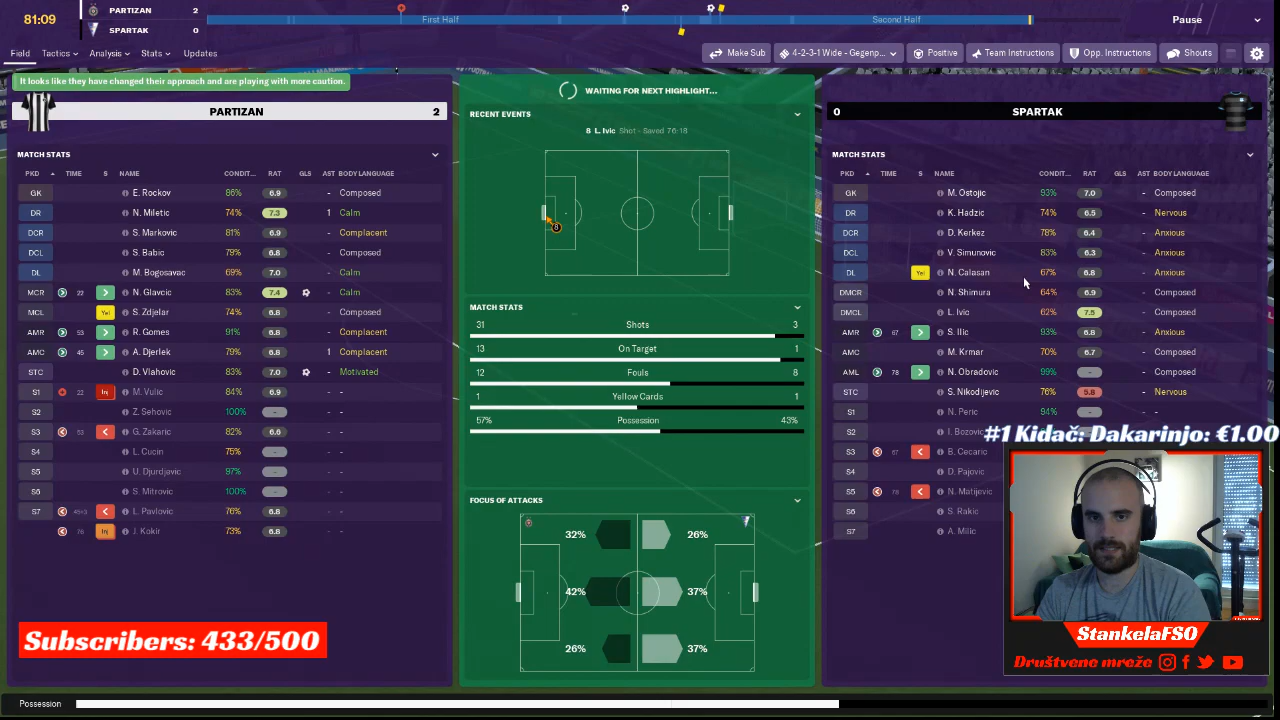 81:09
PARTIZAN 2
SPARTAK 0
First Half
Second Half
Pause
Field Tactics Analysis Stats Updates
Make Sub
4-2-3-1 Wide - Gegenp...
Positive
Team Instructions
Opp. Instructions
Shouts
It looks like they have changed their approach and are playing with more caution.
PARTIZAN 2
MATCH STATS
PKD TIME S NAME CONDIT... RAT GLS AST BODY LANGUAGE
GK E. Rockov 86% 6.9 - Composed
DR N. Miletic 74% 7.3 1 Calm
DCR S. Markovic 81% 6.9 - Complacent
DCL S. Babic 79% 6.8 - Composed
DL M. Bogosavac 69% 7.0 - Calm
MCR 22 N. Glavcic 83% 7.4 - Calm
MCL Yel S. Zdjelar 74% 6.8 - Composed
AMR 53 R. Gomes 91% 6.8 - Complacent
AMC 45 A. Djerlek 79% 6.8 1 Complacent
STC D. Vlahovic 83% 7.0 - Motivated
S1 22 Inj M. Vulic 84% 6.9 - -
S2 Z. Sehovic 100% - - -
S3 53 G. Zakaric 82% 6.6 - -
S4 L. Cucin 75% - - -
S5 U. Djurdjevic 97% - - -
S6 S. Mitrovic 100% - - -
S7 45+3 L. Pavlovic 76% 6.8 - -
76 Inj J. Kokir 73% 6.8 - -
WAITING FOR NEXT HIGHLIGHT...
RECENT EVENTS
8 L. Ivic Shot - Saved 76:18
8
MATCH STATS
31 Shots 3
13 On Target 1
12 Fouls 8
1 Yellow Cards 1
57% Possession 43%
FOCUS OF ATTACKS
32% 26%
42% 37%
26% 37%
0 SPARTAK
MATCH STATS
PKD TIME S NAME CONDIT... RAT GLS AST BODY LANGUAGE
GK M. Ostojic 93% 7.0 - Composed
DR K. Hadzic 74% 6.5 - Nervous
DCR D. Kerkez 78% 6.4 - Anxious
DCL V. Simunovic 83% 6.3 - Anxious
DL Yel N. Calasan 67% 6.8 - Anxious
DMCR N. Shimura 64% 6.9 - Composed
DMCL L. Ivic 62% 7.5 - Composed
AMR 67 S. Ilic 93% 6.8 - Anxious
AMC M. Krmar 70% 6.7 - Composed
AML 78 N. Obradovic 99% - - Composed
STC S. Nikodijevic 76% 5.8 - Nervous
S1 N. Peric 94% - - -
S2 I. Bezovic
S3 67 B. Cecaric
S4 D. Pajovic
S5 78 N. Matijevic
S6 S. Rakic
S7 A. Milic
#1 Kidač: Dakarinjo: €1.00
StankelaFSO
Društvene mreže
Subscribers: 433/500
Possession